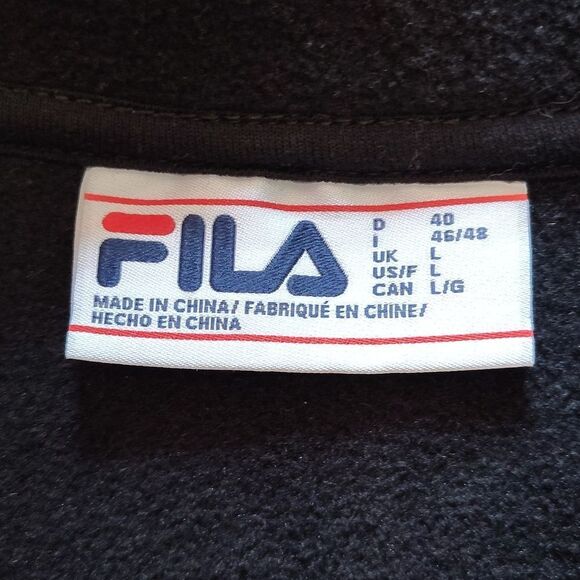 FILA
D 40
I 46/48
UK L
US/F L
CAN L/G
MADE IN CHINA/ FABRIQUÉ EN CHINE/
HECHO EN CHINA